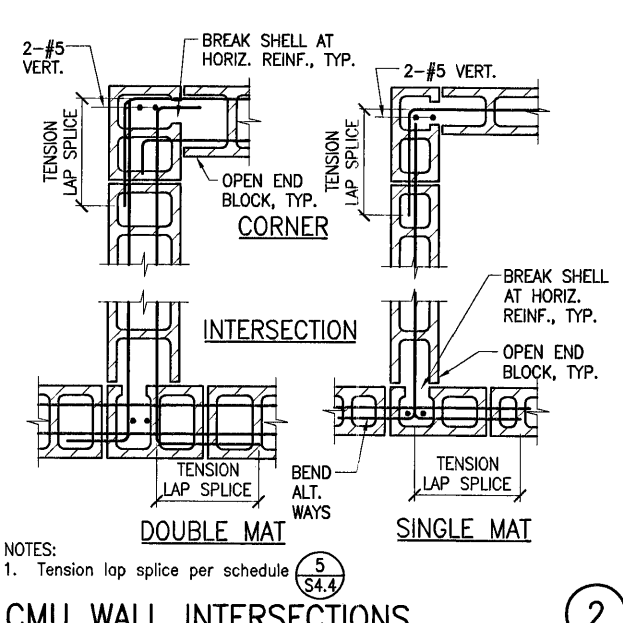 2-#5
VERT.
BREAK SHELL AT
HORIZ. REINF., TYP.
TENSION
LAP SPLICE
OPEN END
BLOCK, TYP.
CORNER
2-#5 VERT.
TENSION
LAP SPLICE
INTERSECTION
BREAK SHELL
AT HORIZ.
REINF., TYP.
OPEN END
BLOCK, TYP.
TENSION
LAP SPLICE
BEND
ALT.
WAYS
TENSION
LAP SPLICE
DOUBLE MAT
SINGLE MAT
NOTES:
1. Tension lap splice per schedule
5
S4.4
CMU WALL INTERSECTIONS
2